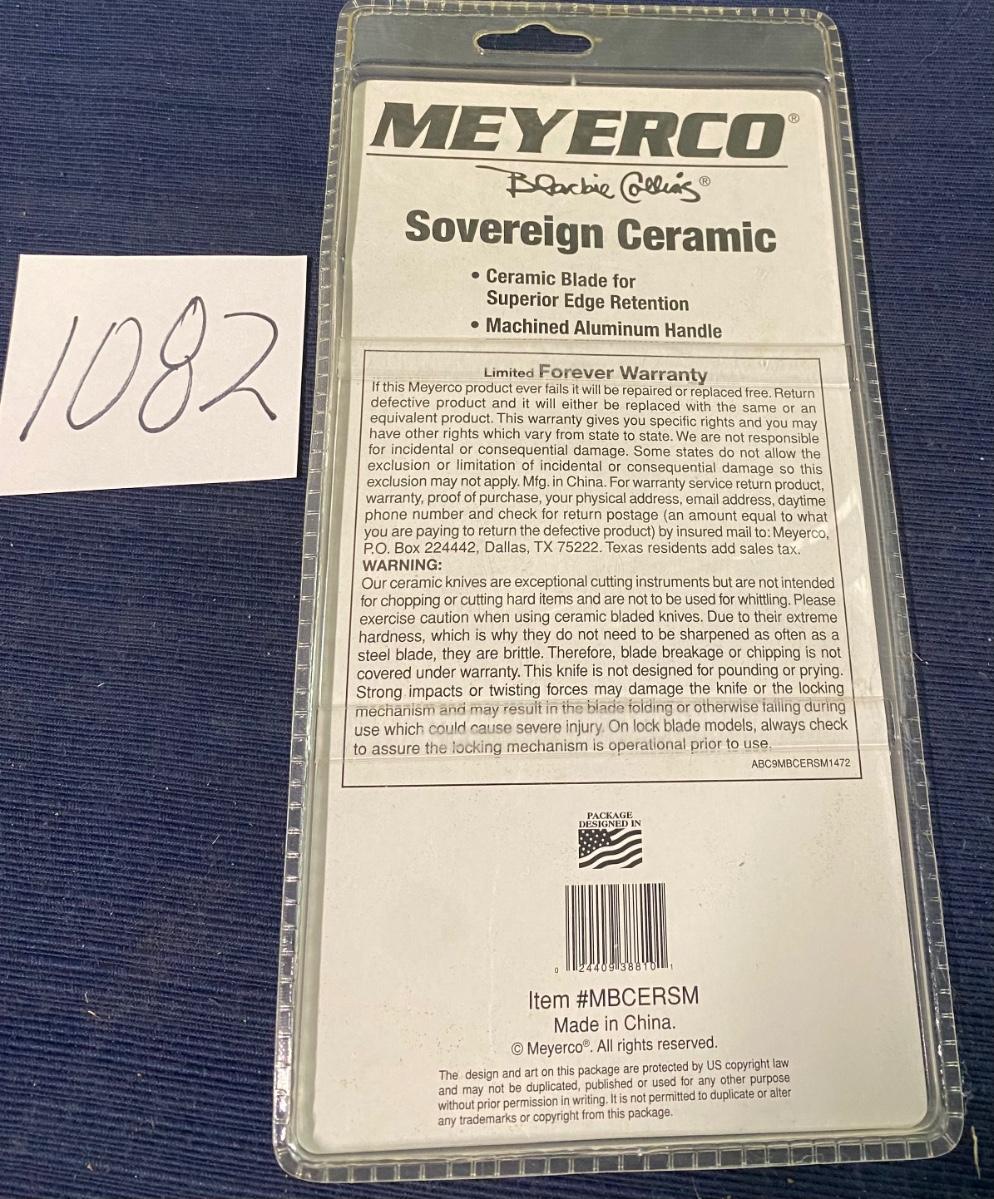 MEYERCO®
Blackie Collins®
Sovereign Ceramic
• Ceramic Blade for
Superior Edge Retention
• Machined Aluminum Handle
1082
Limited Forever Warranty
If this Meyerco product ever fails it will be repaired or replaced free. Return
defective product and it will either be replaced with the same or an
equivalent product. This warranty gives you specific rights and you may
have other rights which vary from state to state. We are not responsible
for incidental or consequential damage. Some states do not allow the
exclusion or limitation of incidental or consequential damage so this
exclusion may not apply. Mfg. in China. For warranty service return product,
warranty, proof of purchase, your physical address, email address, daytime
phone number and check for return postage (an amount equal to what
you are paying to return the defective product) by insured mail to: Meyerco,
P.O. Box 224442, Dallas, TX 75222. Texas residents add sales tax.
WARNING:
Our ceramic knives are exceptional cutting instruments but are not intended
for chopping or cutting hard items and are not to be used for whittling. Please
exercise caution when using ceramic bladed knives. Due to their extreme
hardness, which is why they do not need to be sharpened as often as a
steel blade, they are brittle. Therefore, blade breakage or chipping is not
covered under warranty. This knife is not designed for pounding or prying.
Strong impacts or twisting forces may damage the knife or the locking
mechanism and may result in the blade folding or otherwise failing during
use which could cause severe injury. On lock blade models, always check
to assure the locking mechanism is operational prior to use.
ABC9MBCERSM1472
PACKAGE
DESIGNED IN
0 24409 38810 1
Item #MBCERSM
Made in China.
© Meyerco®. All rights reserved.
The design and art on this package are protected by US copyright law
and may not be duplicated, published or used for any other purpose
without prior permission in writing. It is not permitted to duplicate or alter
any trademarks or copyright from this package.